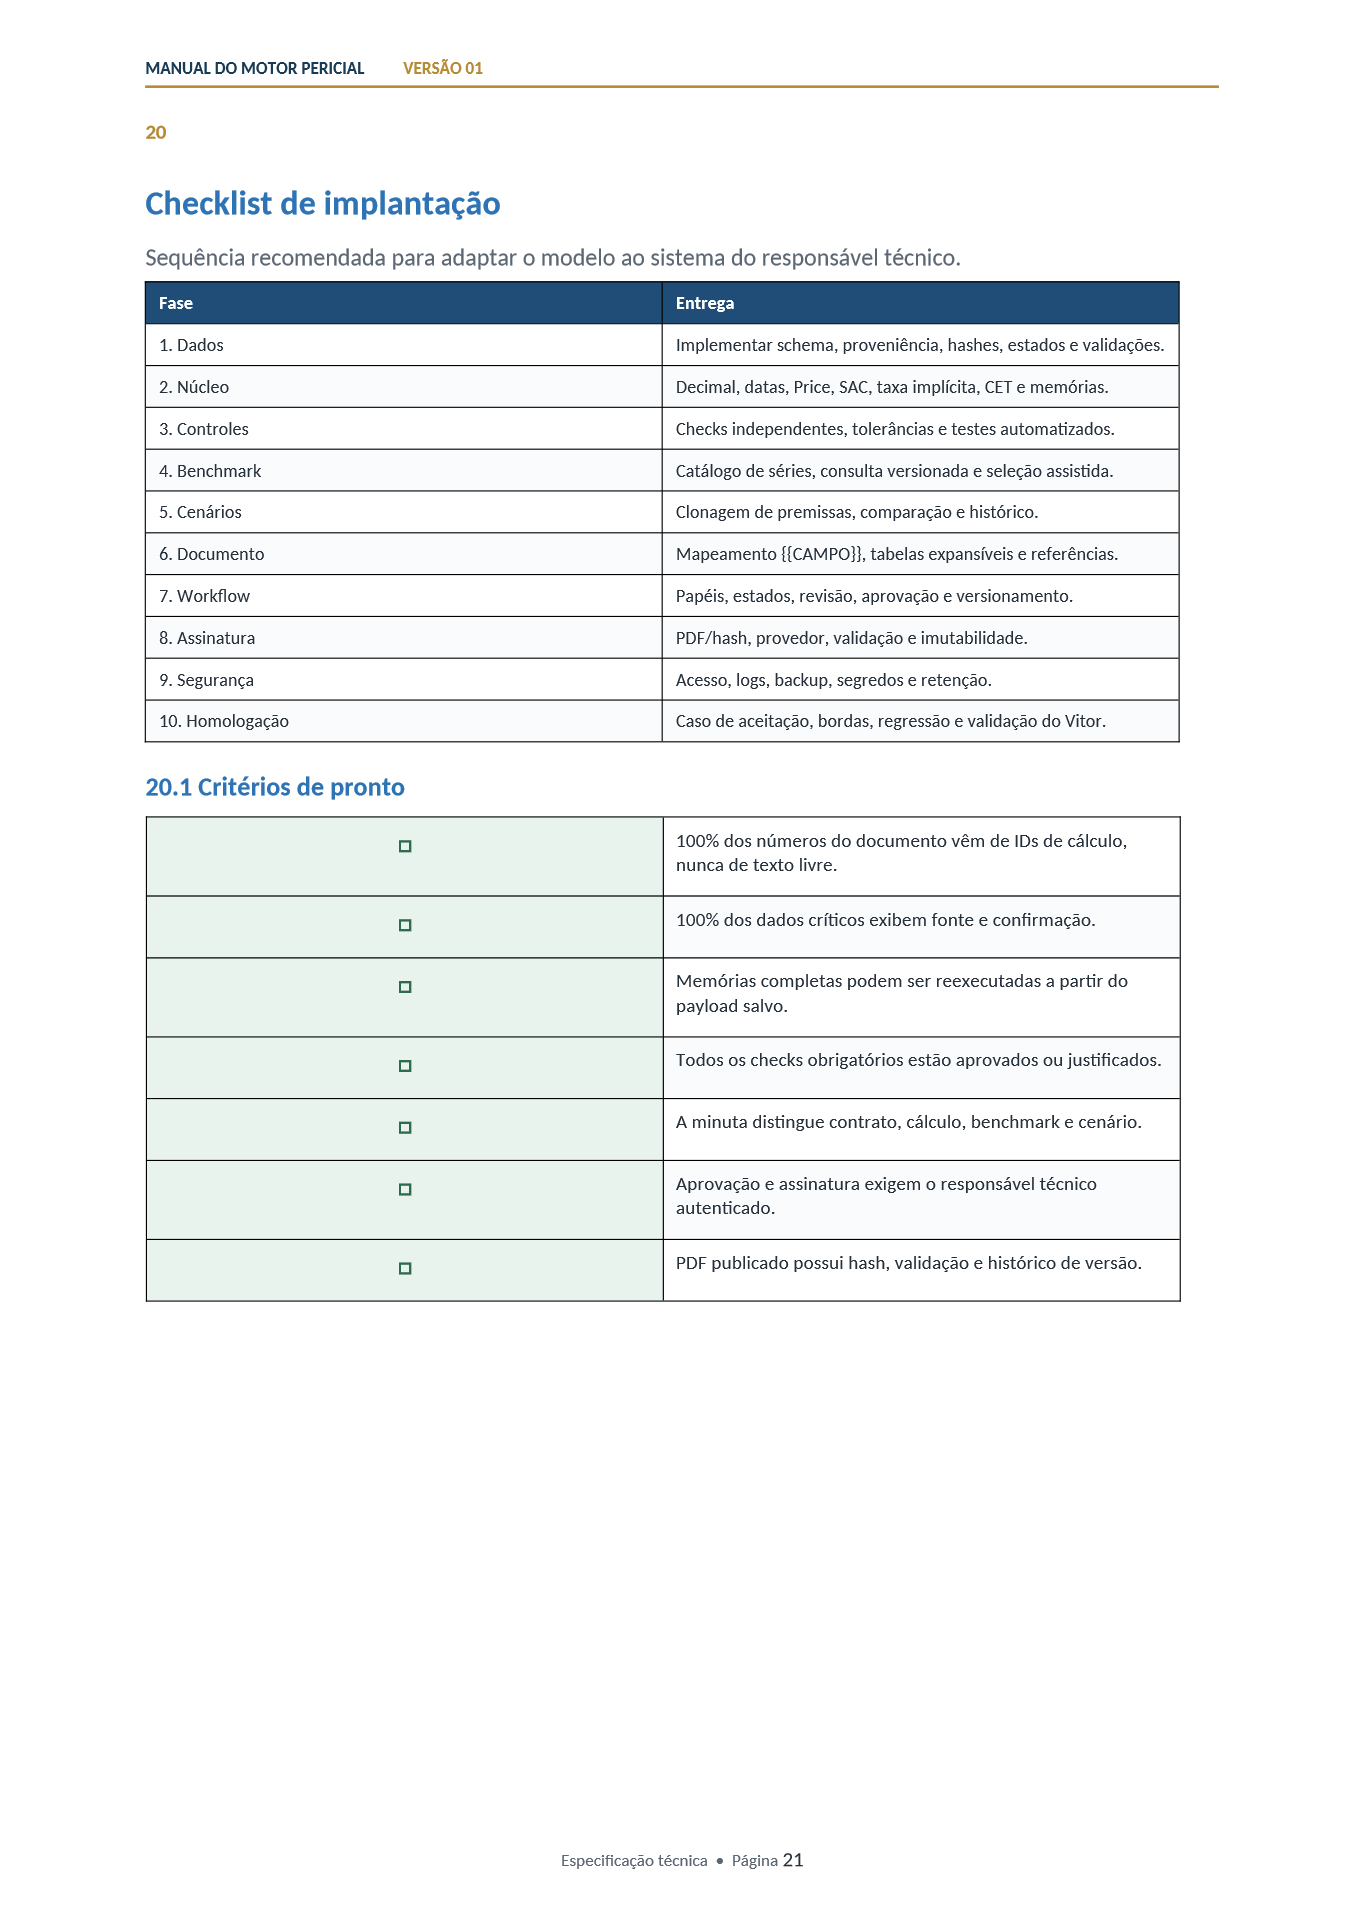 MANUAL DO MOTOR PERICIAL VERSÃO 01
20
Checklist de implantação
Sequência recomendada para adaptar o modelo ao sistema do responsável técnico.
Fase Entrega
1. Dados Implementar schema, proveniência, hashes, estados e validações.
2. Núcleo Decimal, datas, Price, SAC, taxa implícita, CET e memórias.
3. Controles Checks independentes, tolerâncias e testes automatizados.
4. Benchmark Catálogo de séries, consulta versionada e seleção assistida.
5. Cenários Clonagem de premissas, comparação e histórico.
6. Documento Mapeamento {{CAMPO}}, tabelas expansíveis e referências.
7. Workflow Papéis, estados, revisão, aprovação e versionamento.
8. Assinatura PDF/hash, provedor, validação e imutabilidade.
9. Segurança Acesso, logs, backup, segredos e retenção.
10. Homologação Caso de aceitação, bordas, regressão e validação do Vitor.
20.1 Critérios de pronto
☐ 100% dos números do documento vêm de IDs de cálculo,
nunca de texto livre.
☐ 100% dos dados críticos exibem fonte e confirmação.
☐ Memórias completas podem ser reexecutadas a partir do
payload salvo.
☐ Todos os checks obrigatórios estão aprovados ou justificados.
☐ A minuta distingue contrato, cálculo, benchmark e cenário.
☐ Aprovação e assinatura exigem o responsável técnico
autenticado.
☐ PDF publicado possui hash, validação e histórico de versão.
Especificação técnica • Página 21